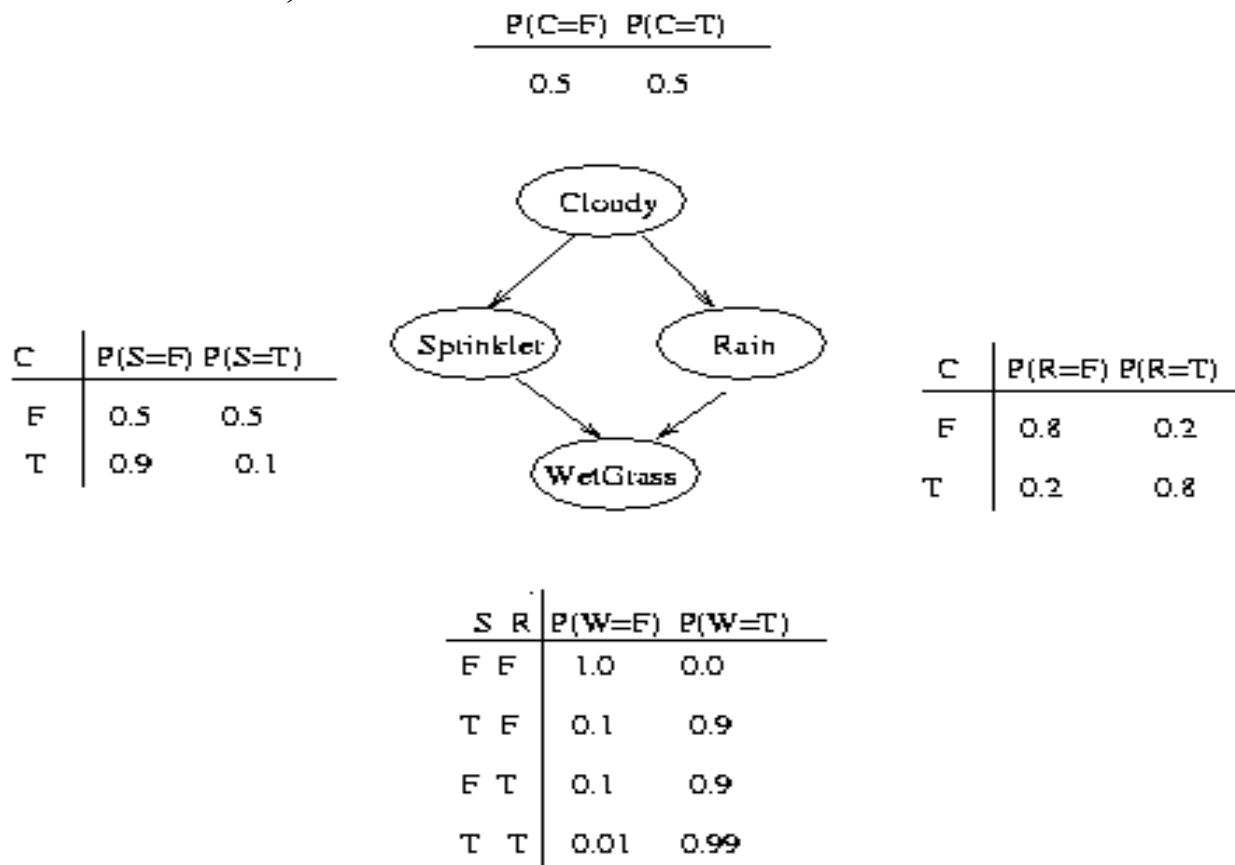 )
P(C=F) P(C=T)
0.5 0.5
Cloudy
Sprinkler
Rain
WetGrass
C P(S=F) P(S=T)
F 0.5 0.5
T 0.9 0.1
C P(R=F) P(R=T)
F 0.8 0.2
T 0.2 0.8
S R P(W=F) P(W=T)
F F 1.0 0.0
T F 0.1 0.9
F T 0.1 0.9
T T 0.01 0.99